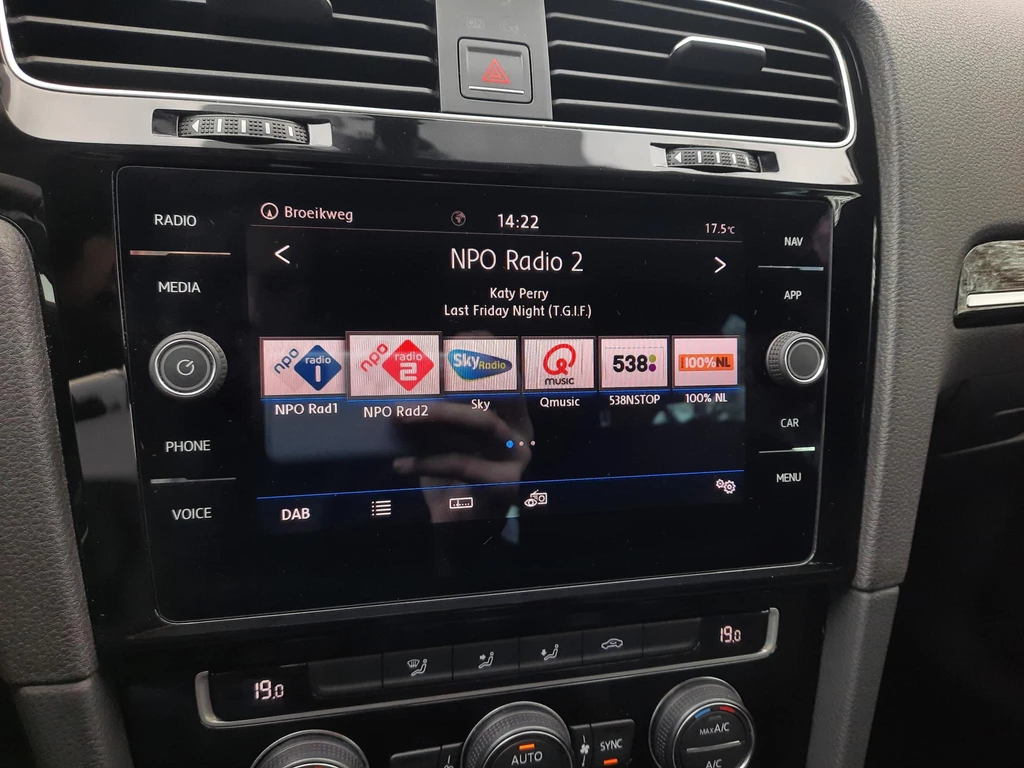 RADIO
MEDIA
PHONE
VOICE
Broeikweg
14:22
17.5°C
<
NPO Radio 2
>
Katy Perry
Last Friday Night (T.G.I.F.)
npo radio 1
npo radio 2
Sky Radio
Q music
538
100%NL
NPO Rad1
NPO Rad2
Sky
Qmusic
538NSTOP
100% NL
DAB
NAV
APP
CAR
MENU
19.0
19.0
AUTO
SYNC
MAX A/C
A/C